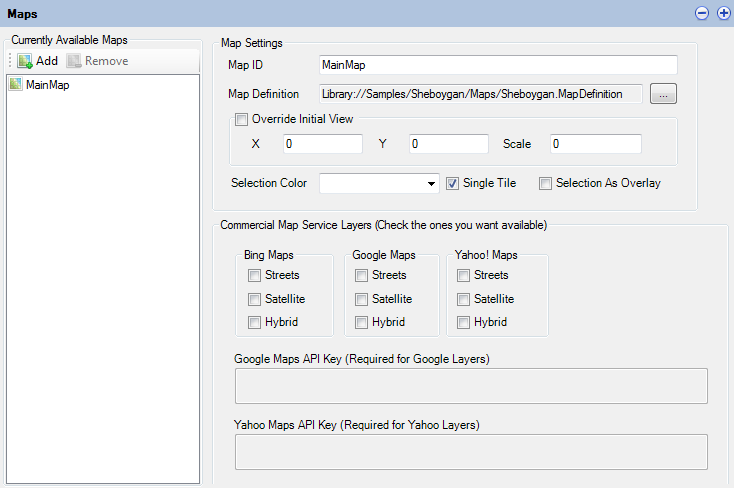 Maps
Currently Available Maps
Add Remove
MainMap
Map Settings
Map ID MainMap
Map Definition Library://Samples/Sheboygan/Maps/Sheboygan.MapDefinition ...
Override Initial View
X 0 Y 0 Scale 0
Selection Color Single Tile Selection As Overlay
Commercial Map Service Layers (Check the ones you want available)
Bing Maps Google Maps Yahoo! Maps
Streets Streets Streets
Satellite Satellite Satellite
Hybrid Hybrid Hybrid
Google Maps API Key (Required for Google Layers)
Yahoo Maps API Key (Required for Yahoo Layers)